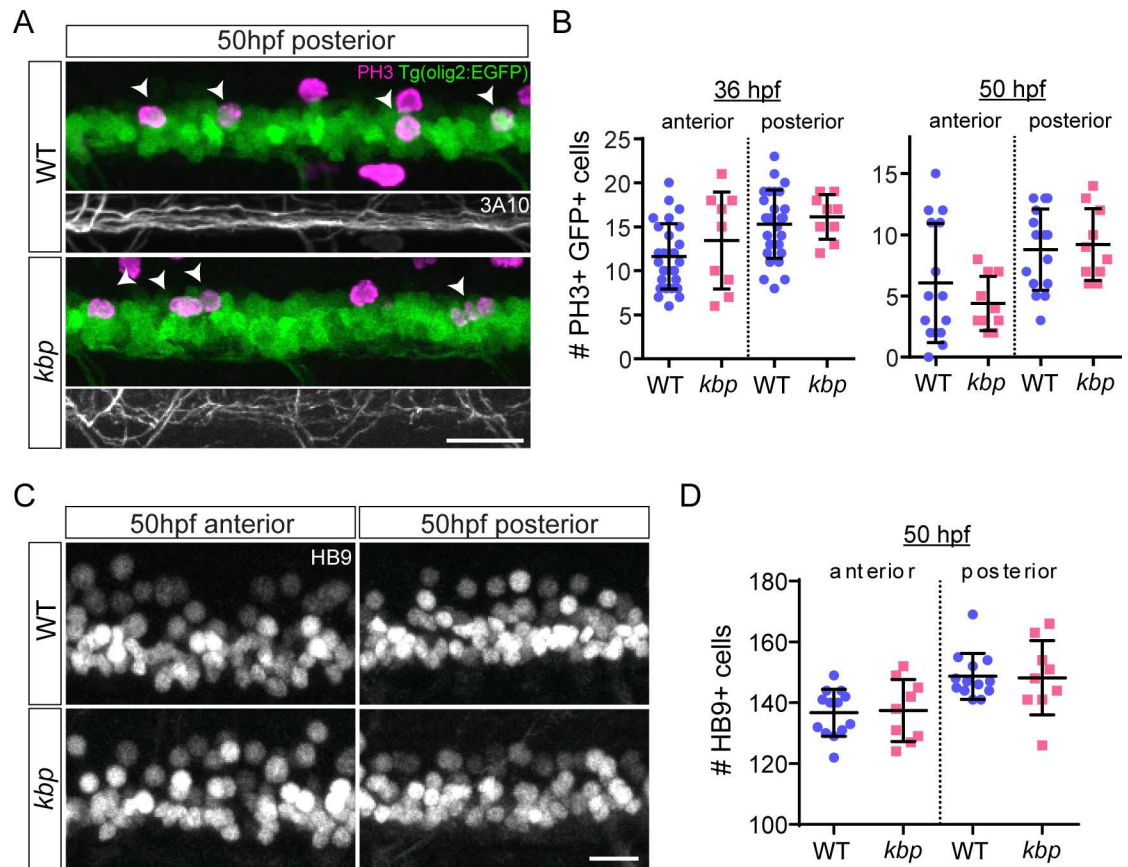 A
50hpf posterior
WT
PH3 Tg(olig2:EGFP)
3A10
kbp
B
36 hpf
anterior posterior
# PH3+ GFP+ cells
25
20
15
10
5
0
WT kbp WT kbp
50 hpf
anterior posterior
15
10
5
0
WT kbp WT kbp
C
50hpf anterior 50hpf posterior
WT
HB9
kbp
D
50 hpf
anterior posterior
# HB9+ cells
180
160
140
120
100
WT kbp WT kbp